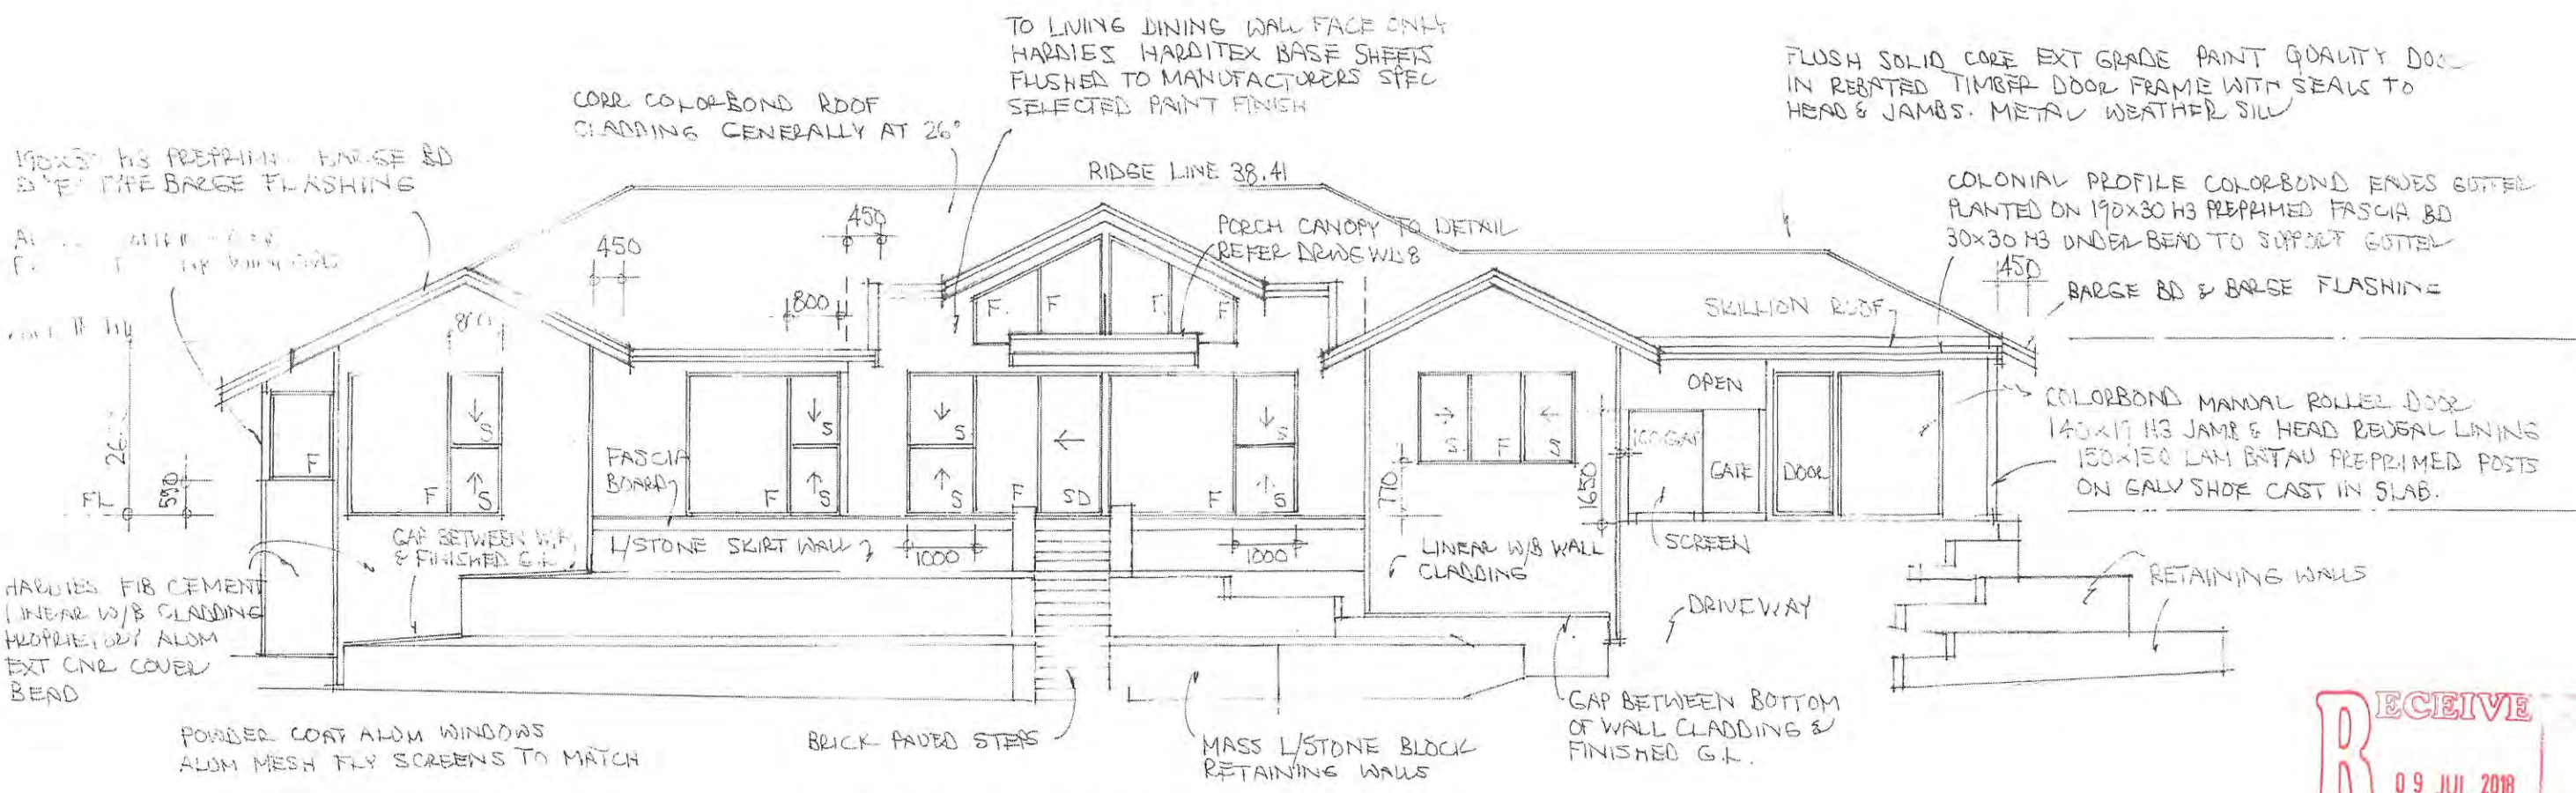 TO LIVING DINING WALL FACE ONLY
HARDIES HARDITEX BASE SHEETS
FLUSHED TO MANUFACTURERS SPEC
SELECTED PAINT FINISH
FLUSH SOLID CORE EXT GRADE PAINT QUALITY
IN REBATED TIMBER DOOR FRAME WITH SEALS TO
HEAD & JAMBS. METAL WEATHER SILL
CORR COLORBOND ROOF
CLADDING GENERALLY AT 26°
BARGE BD
TYPE BARGE FLASHING
RIDGE LINE 38.41
COLONIAL PROFILE COLORBOND EAVES GUTTER
PLANTED ON 190x30 H3 PREPRIMED FASCIA BD
30x30 H3 UNDER BEAD TO SUPPORT GUTTER
450
BARGE BD & BARGE FLASHING
PORCH CANOPY TO DETAIL
REFER DRWG WD8
450
450
800
800
SKILLION ROOF
F
F
F
F
OPEN
COLORBOND MANUAL ROLLER DOOR
140x19 H3 JAMB & HEAD REVEAL LINING
150x150 LAM BATAU PREPRIMED POSTS
ON GALV SHOE CAST IN SLAB.
S
S
S
S
S
F
S
100 GAP
GATE
DOOR
FASCIA
BOARD
F
F
S
F
S
S
F
SD
F
S
770
1650
FL
590
GAP BETWEEN
& FINISHED G.L.
L/STONE SKIRT WALL
1000
1000
LINEAR W/B WALL
CLADDING
SCREEN
RETAINING WALLS
DRIVEWAY
HARDIES FIB CEMENT
LINEAR W/B CLADDING
PROPRIETORY ALUM
EXT CNR COVER
BEAD
POWDER COAT ALUM WINDOWS
ALUM MESH FLY SCREENS TO MATCH
BRICK PAVED STEPS
MASS L/STONE BLOCK
RETAINING WALLS
GAP BETWEEN BOTTOM
OF WALL CLADDING &
FINISHED G.L.
RECEIVE
09 JUL 2018